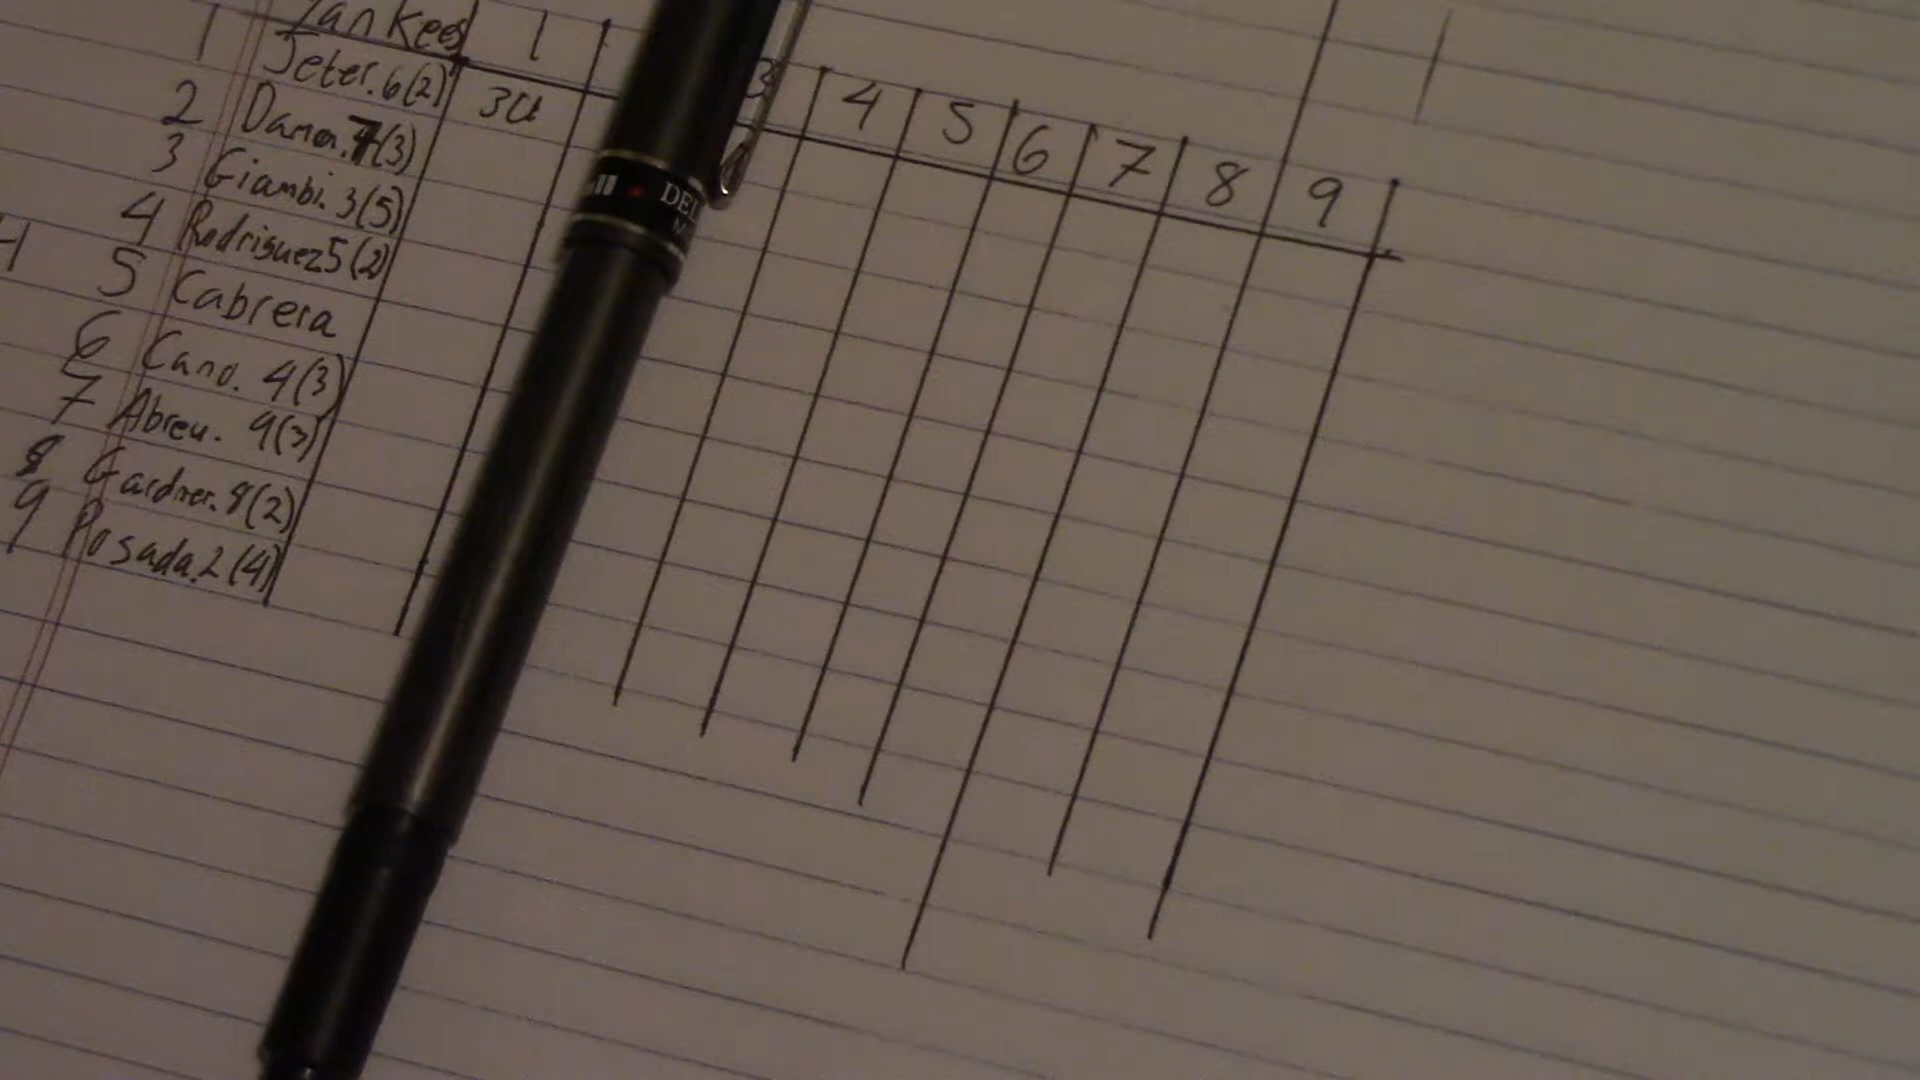 Yankees 1 3 4 5 6 7 8 9
1 Jeter.6(2) 3U
2 Damon.7(3)
3 Giambi.3(5)
4 Rodriguez5(2)
5 Cabrera
6 Cano. 4(3)
7 Abreu. 9(3)
8 Gardner.8(2)
9 Posada.2(4)
DEL